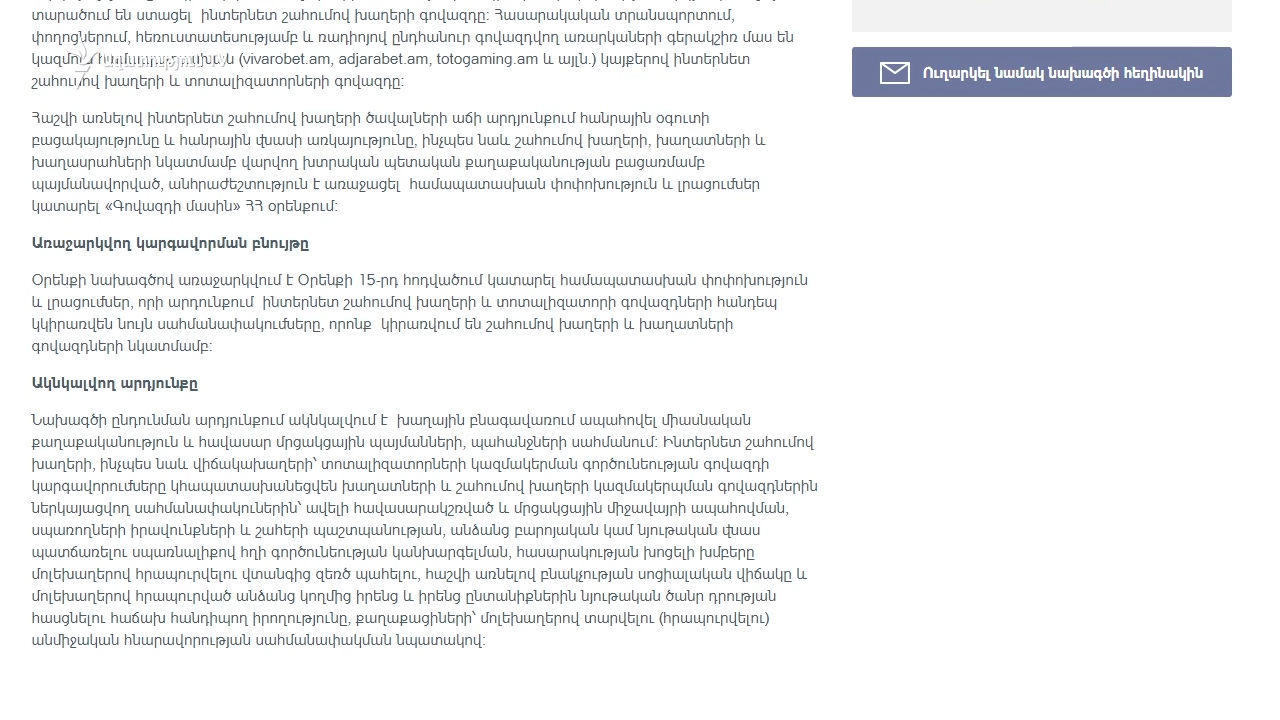 տարածում են ստացել ինտերնետ շահումով խաղերի գովազդը: Հասարակական տրանսպորտում,
փողոցներում, հեռուստատեսությամբ և ռադիոյով ընդհանուր գովազդվող առարկաների գերակշիռ մաս են
կազմում (vivarobet.am, adjarabet.am, totogaming.am և այլն.) կայքերով ինտերնետ
շահումով խաղերի և տոտալիզատորների գովազդը:
Ազատություն TV
Ուղարկել նամակ նախագծի հեղինակին
Հաշվի առնելով ինտերնետ շահումով խաղերի ծավալների աճի արդյունքում հանրային օգուտի
բացակայությունը և հանրային վնասի առկայությունը, ինչպես նաև շահումով խաղերի, խաղատների և
խաղասրահների նկատմամբ վարվող խտրական պետական քաղաքականության բացառմամբ
պայմանավորված, անհրաժեշտություն է առաջացել համապատասխան փոփոխություն և լրացումներ
կատարել «Գովազդի մասին» ՀՀ օրենքում:
Առաջարկվող կարգավորման բնույթը
Օրենքի նախագծով առաջարկվում է Օրենքի 15-րդ հոդվածում կատարել համապատասխան փոփոխություն
և լրացումներ, որի արդունքում ինտերնետ շահումով խաղերի և տոտալիզատորի գովազդների հանդեպ
կկիրառվեն նույն սահմանափակումները, որոնք կիրառվում են շահումով խաղերի և խաղատների
գովազդների նկատմամբ:
Ակնկալվող արդյունքը
Նախագծի ընդունման արդյունքում ակնկալվում է խաղային բնագավառում ապահովել միասնական
քաղաքականություն և հավասար մրցակցային պայմանների, պահանջների սահմանում: Ինտերնետ շահումով
խաղերի, ինչպես նաև վիճակախաղերի՝ տոտալիզատորների կազմակերման գործունեության գովազդի
կարգավորումները կհապատասխանեցվեն խաղատների և շահումով խաղերի կազմակերպման գովազդներին
ներկայացվող սահմանափակուներին՝ ավելի հավասարակշռված և մրցակցային միջավայրի ապահովման,
սպառողների իրավունքների և շահերի պաշտպանության, անձանց բարոյական կամ նյութական վնաս
պատճառելու սպառնալիքով հղի գործունեության կանխարգելման, հասարակության խոցելի խմբերը
մոլեխաղերով հրապուրվելու վտանգից զեռծ պահելու, հաշվի առնելով բնակչության սոցիալական վիճակը և
մոլեխաղերով հրապուրված անձանց կողմից իրենց և իրենց ընտանիքներին նյութական ծանր դրության
հասցնելու հաճախ հանդիպող իրողությունը, քաղաքացիների՝ մոլեխաղերով տարվելու (հրապուրվելու)
անմիջական հնարավորության սահմանափակման նպատակով: